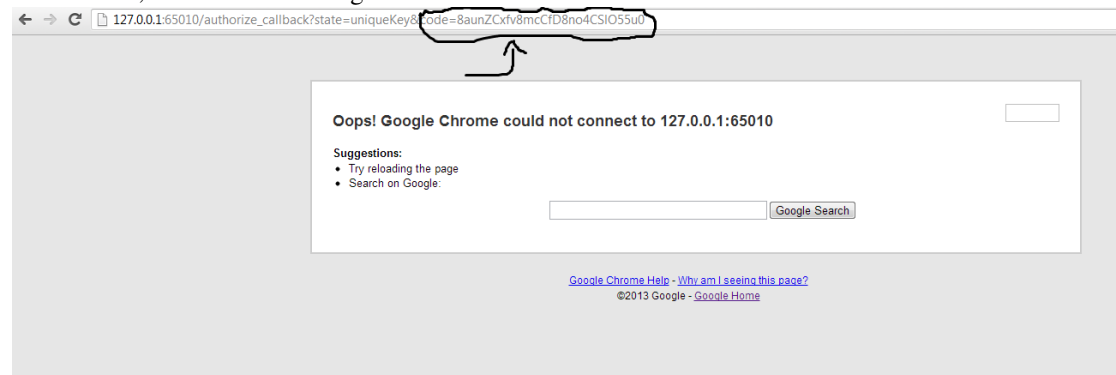 127.0.0.1:65010/authorize_callback?state=uniqueKey&code=8aunZCxfv8mcCfD8no4CSlO55u0
Oops! Google Chrome could not connect to 127.0.0.1:65010
Suggestions:
• Try reloading the page
• Search on Google:
Google Search
Google Chrome Help - Why am I seeing this page?
©2013 Google - Google Home